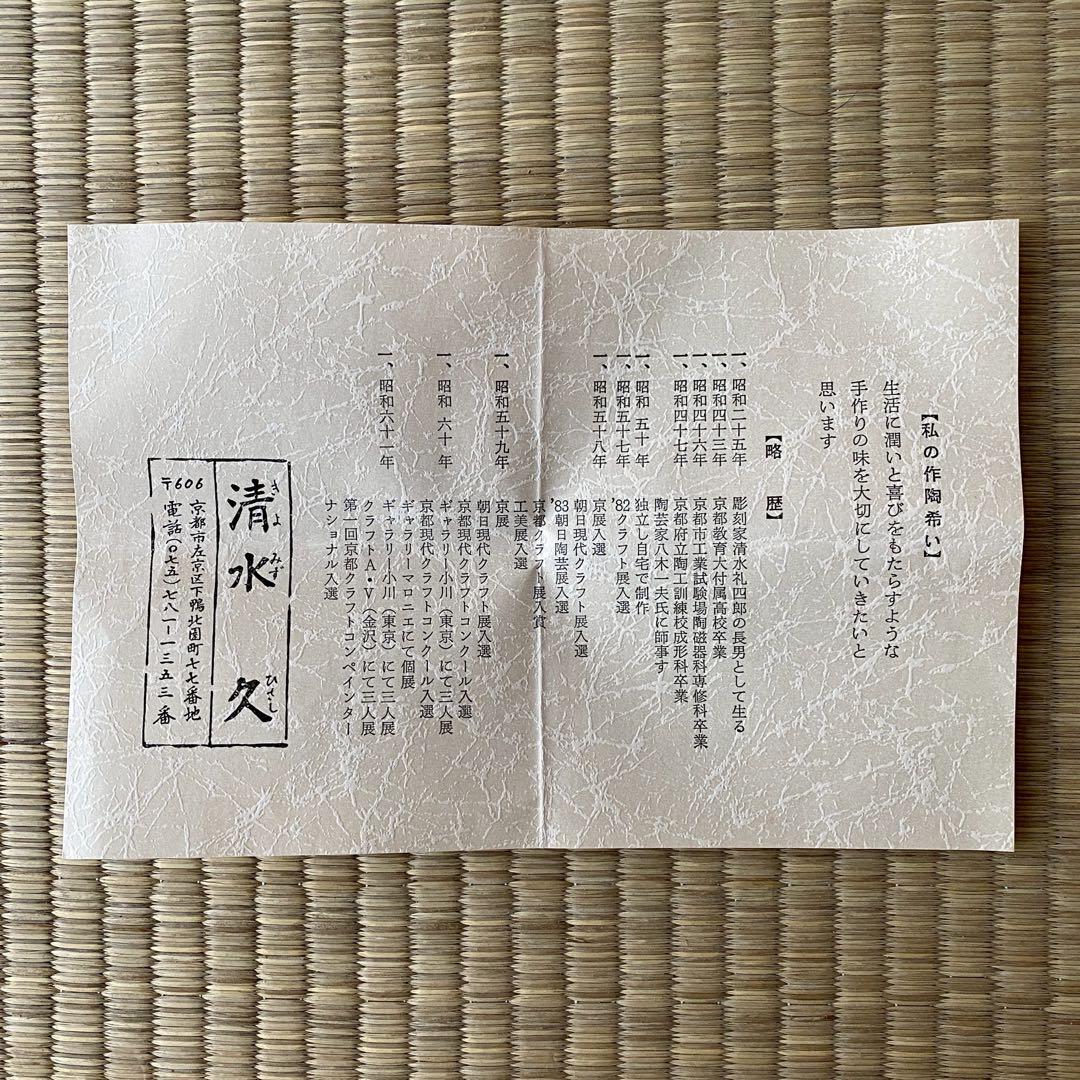 【私の作陶希い】
生活に潤いと喜びをもたらすような
手作りの味を大切にしていきたいと
思います
【略 歴】
一、昭和二十五年 彫刻家清水礼四郎の長男として生る
一、昭和四十三年 京都教育大付属高校卒業
一、昭和四十六年 京都市工業試験場陶磁器科専修科卒業
一、昭和四十七年 京都府立陶工訓練校成形科卒業
陶芸家八木一夫氏に師事す
一、昭和 五十年 独立し自宅で制作
一、昭和五十七年 '82クラフト展入選
一、昭和五十八年 京展入選
朝日現代クラフト展入選
'83朝日陶芸展入選
京都クラフト展入賞
工美展入選
一、昭和五十九年 京展
朝日現代クラフト展入選
京都現代クラフトコンクール入選
一、昭和 六十年 ギャラリー小川(東京)にて三人展
京都現代クラフトコンクール入選
ギャラリーマロニエにて個展
一、昭和六十一年 ギャラリー小川(東京)にて三人展
クラフトA・V(金沢)にて三人展
第一回京都クラフトコンペインター
ナショナル入選
清水 久
きよ みず ひさし
〒606 京都市左京区下鴨北園町七七番地
電話(〇七五)七八一ー一三五三番